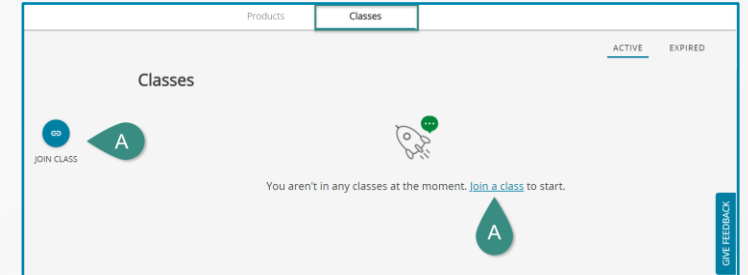 Products Classes
ACTIVE EXPIRED
Classes
A
JOIN CLASS
You aren't in any classes at the moment. Join a class to start.
A
GIVE FEEDBACK